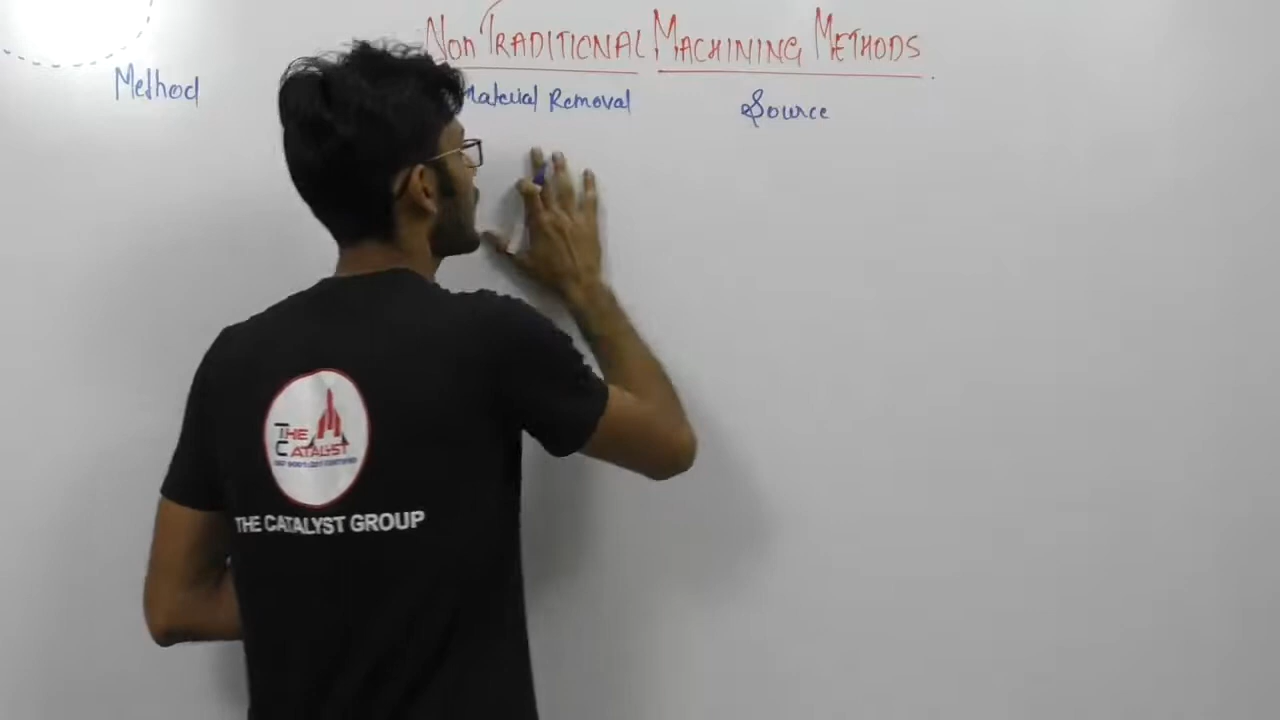 Non TRADITIONAL MACHINING METHODS
Method
Material Removal
Source
THE
CATALYST
THE CATALYST GROUP